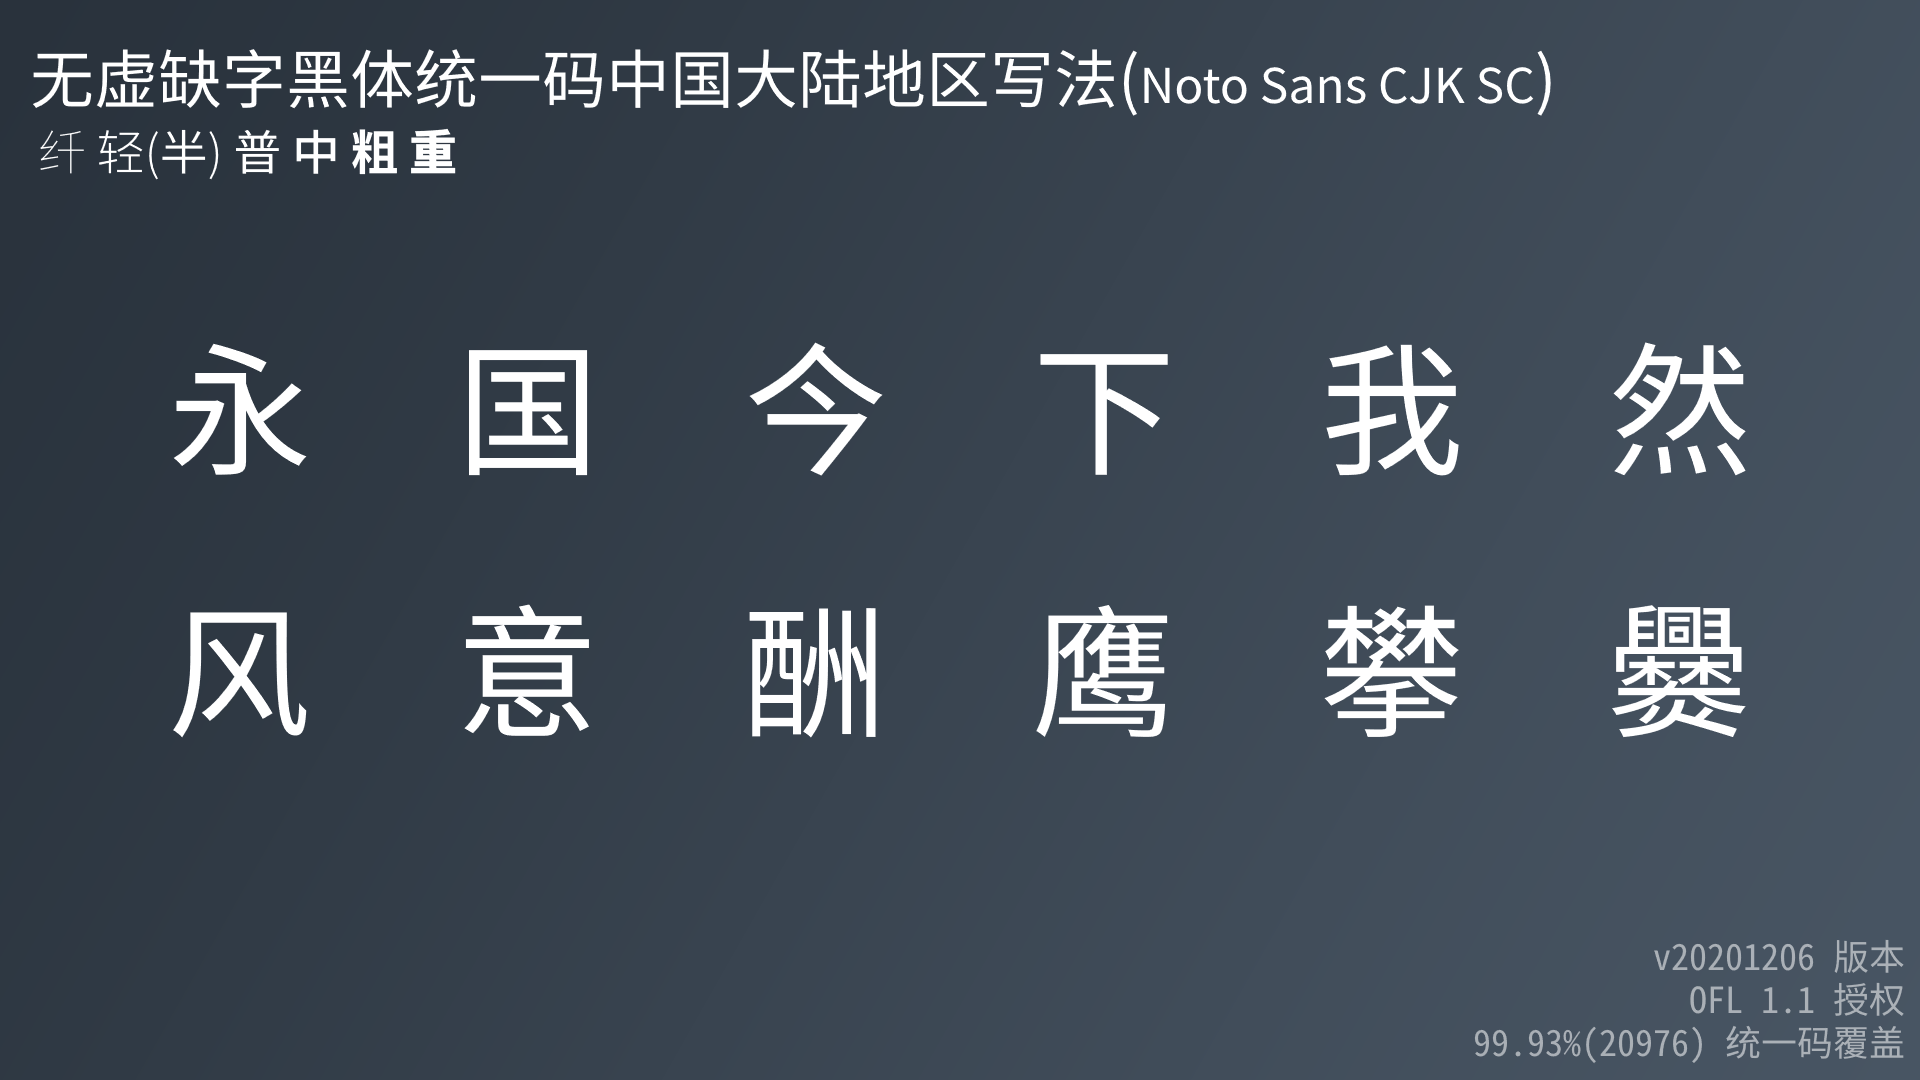 无虚缺字黑体统一码中国大陆地区写法(Noto Sans CJK SC)
纤 轻(半) 普 中 粗 重
永 国 今 下 我 然
风 意 酬 鹰 攀 爨
v20201206 版本
OFL 1.1 授权
99.93%(20976) 统一码覆盖